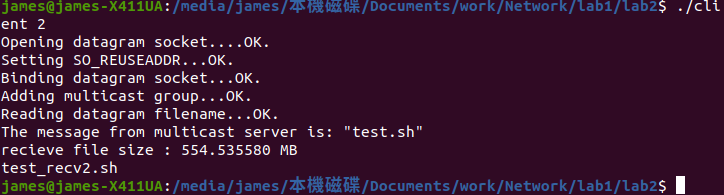 james@james-X411UA:/media/james/本機磁碟/Documents/work/Network/lab1/lab2$ ./cli
ent 2
Opening datagram socket....OK.
Setting SO_REUSEADDR...OK.
Binding datagram socket...OK.
Adding multicast group...OK.
Reading datagram filename...OK.
The message from multicast server is: "test.sh"
recieve file size : 554.535580 MB
test_recv2.sh
james@james-X411UA:/media/james/本機磁碟/Documents/work/Network/lab1/lab2$